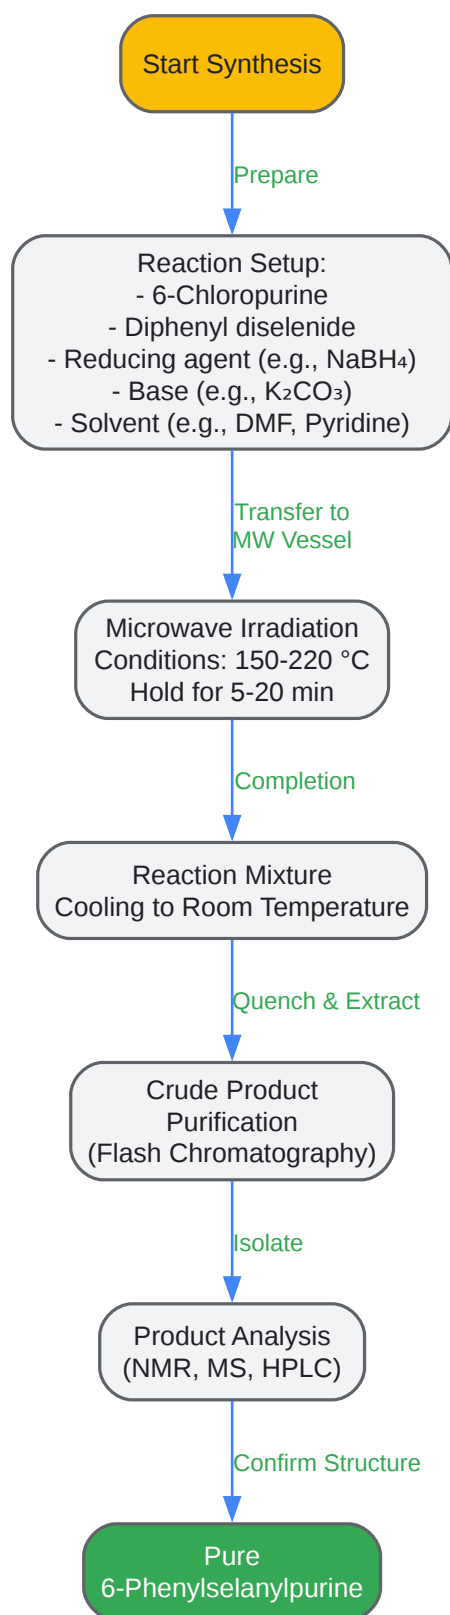 Start Synthesis
Prepare
Reaction Setup:
- 6-Chloropurine
- Diphenyl diselenide
- Reducing agent (e.g., NaBH₄)
- Base (e.g., K₂CO₃)
- Solvent (e.g., DMF, Pyridine)
Transfer to
MW Vessel
Microwave Irradiation
Conditions: 150-220 °C
Hold for 5-20 min
Completion
Reaction Mixture
Cooling to Room Temperature
Quench & Extract
Crude Product
Purification
(Flash Chromatography)
Isolate
Product Analysis
(NMR, MS, HPLC)
Confirm Structure
Pure
6-Phenylselanylpurine